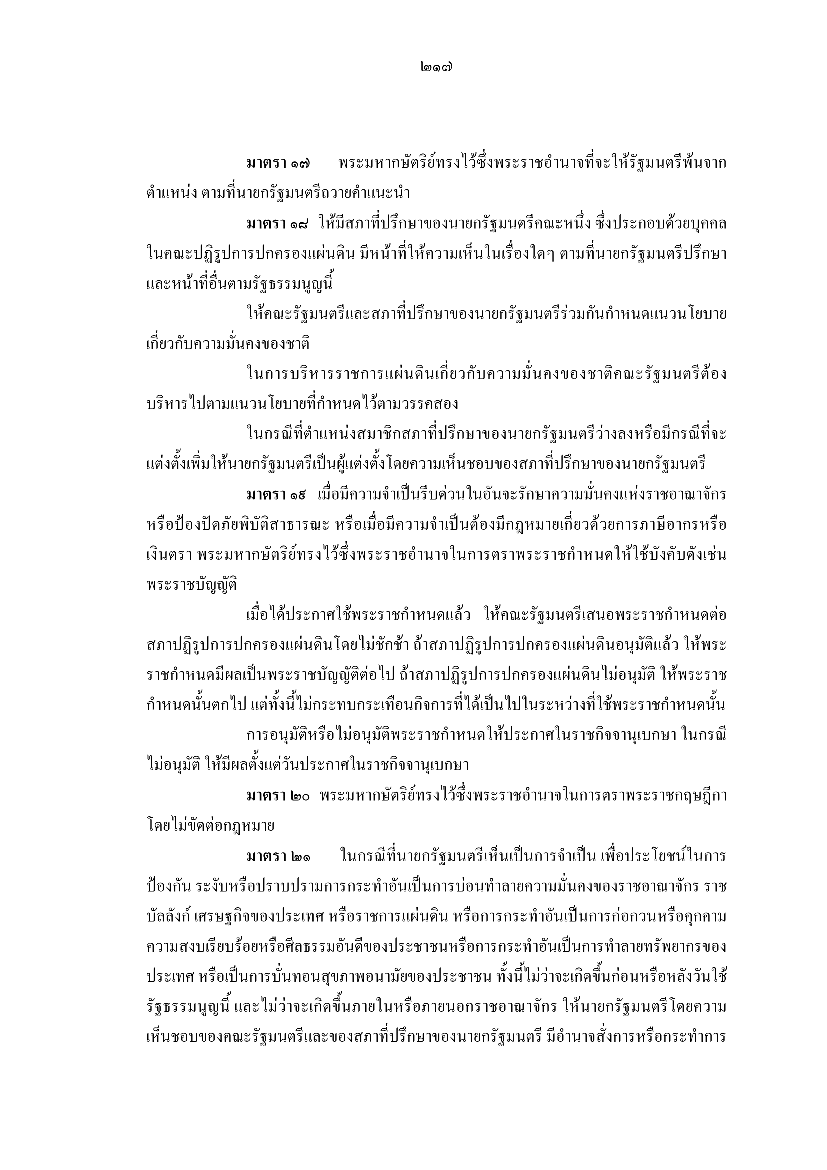 ๒๑๗
มาตรา ๑๗ พระมหากษัตริย์ทรงไว้ซึ่งพระราชอำนาจที่จะให้รัฐมนตรีพ้นจาก
ตำแหน่ง ตามที่นายกรัฐมนตรีถวายคำแนะนำ
มาตรา ๑๘ ให้มีสภาที่ปรึกษาของนายกรัฐมนตรีคณะหนึ่ง ซึ่งประกอบด้วยบุคคล
ในคณะปฏิรูปการปกครองแผ่นดิน มีหน้าที่ให้ความเห็นในเรื่องใดๆ ตามที่นายกรัฐมนตรีปรึกษา
และหน้าที่อื่นตามรัฐธรรมนูญนี้
ให้คณะรัฐมนตรีและสภาที่ปรึกษาของนายกรัฐมนตรีร่วมกันกำหนดแนวนโยบาย
เกี่ยวกับความมั่นคงของชาติ
ในการบริหารราชการแผ่นดินเกี่ยวกับความมั่นคงของชาติคณะรัฐมนตรีต้อง
บริหารไปตามแนวนโยบายที่กำหนดไว้ตามวรรคสอง
ในกรณีที่ตำแหน่งสมาชิกสภาที่ปรึกษาของนายกรัฐมนตรีว่างลงหรือมีกรณีที่จะ
แต่งตั้งเพิ่มให้นายกรัฐมนตรีเป็นผู้แต่งตั้งโดยความเห็นชอบของสภาที่ปรึกษาของนายกรัฐมนตรี
มาตรา ๑๙ เมื่อมีความจำเป็นรีบด่วนในอันจะรักษาความมั่นคงแห่งราชอาณาจักร
หรือป้องปัดภัยพิบัติสาธารณะ หรือเมื่อมีความจำเป็นต้องมีกฎหมายเกี่ยวด้วยการภาษีอากรหรือ
เงินตรา พระมหากษัตริย์ทรงไว้ซึ่งพระราชอำนาจในการตราพระราชกำหนดให้ใช้บังคับดังเช่น
พระราชบัญญัติ
เมื่อได้ประกาศใช้พระราชกำหนดแล้ว ให้คณะรัฐมนตรีเสนอพระราชกำหนดต่อ
สภาปฏิรูปการปกครองแผ่นดินโดยไม่ชักช้า ถ้าสภาปฏิรูปการปกครองแผ่นดินอนุมัติแล้ว ให้พระ
ราชกำหนดมีผลเป็นพระราชบัญญัติต่อไป ถ้าสภาปฏิรูปการปกครองแผ่นดินไม่อนุมัติ ให้พระราช
กำหนดนั้นตกไป แต่ทั้งนี้ไม่กระทบกระเทือนกิจการที่ได้เป็นไปในระหว่างที่ใช้พระราชกำหนดนั้น
การอนุมัติหรือไม่อนุมัติพระราชกำหนดให้ประกาศในราชกิจจานุเบกษา ในกรณี
ไม่อนุมัติ ให้มีผลตั้งแต่วันประกาศในราชกิจจานุเบกษา
มาตรา ๒๐ พระมหากษัตริย์ทรงไว้ซึ่งพระราชอำนาจในการตราพระราชกฤษฎีกา
โดยไม่ขัดต่อกฎหมาย
มาตรา ๒๑ ในกรณีที่นายกรัฐมนตรีเห็นเป็นการจำเป็น เพื่อประโยชน์ในการ
ป้องกัน ระงับหรือปราบปรามการกระทำอันเป็นการบ่อนทำลายความมั่นคงของราชอาณาจักร ราช
บัลลังก์ เศรษฐกิจของประเทศ หรือราชการแผ่นดิน หรือการกระทำอันเป็นการก่อกวนหรือคุกคาม
ความสงบเรียบร้อยหรือศีลธรรมอันดีของประชาชนหรือการกระทำอันเป็นการทำลายทรัพยากรของ
ประเทศ หรือเป็นการบั่นทอนสุขภาพอนามัยของประชาชน ทั้งนี้ไม่ว่าจะเกิดขึ้นก่อนหรือหลังวันใช้
รัฐธรรมนูญนี้ และไม่ว่าจะเกิดขึ้นภายในหรือภายนอกราชอาณาจักร ให้นายกรัฐมนตรีโดยความ
เห็นชอบของคณะรัฐมนตรีและของสภาที่ปรึกษาของนายกรัฐมนตรี มีอำนาจสั่งการหรือกระทำการ